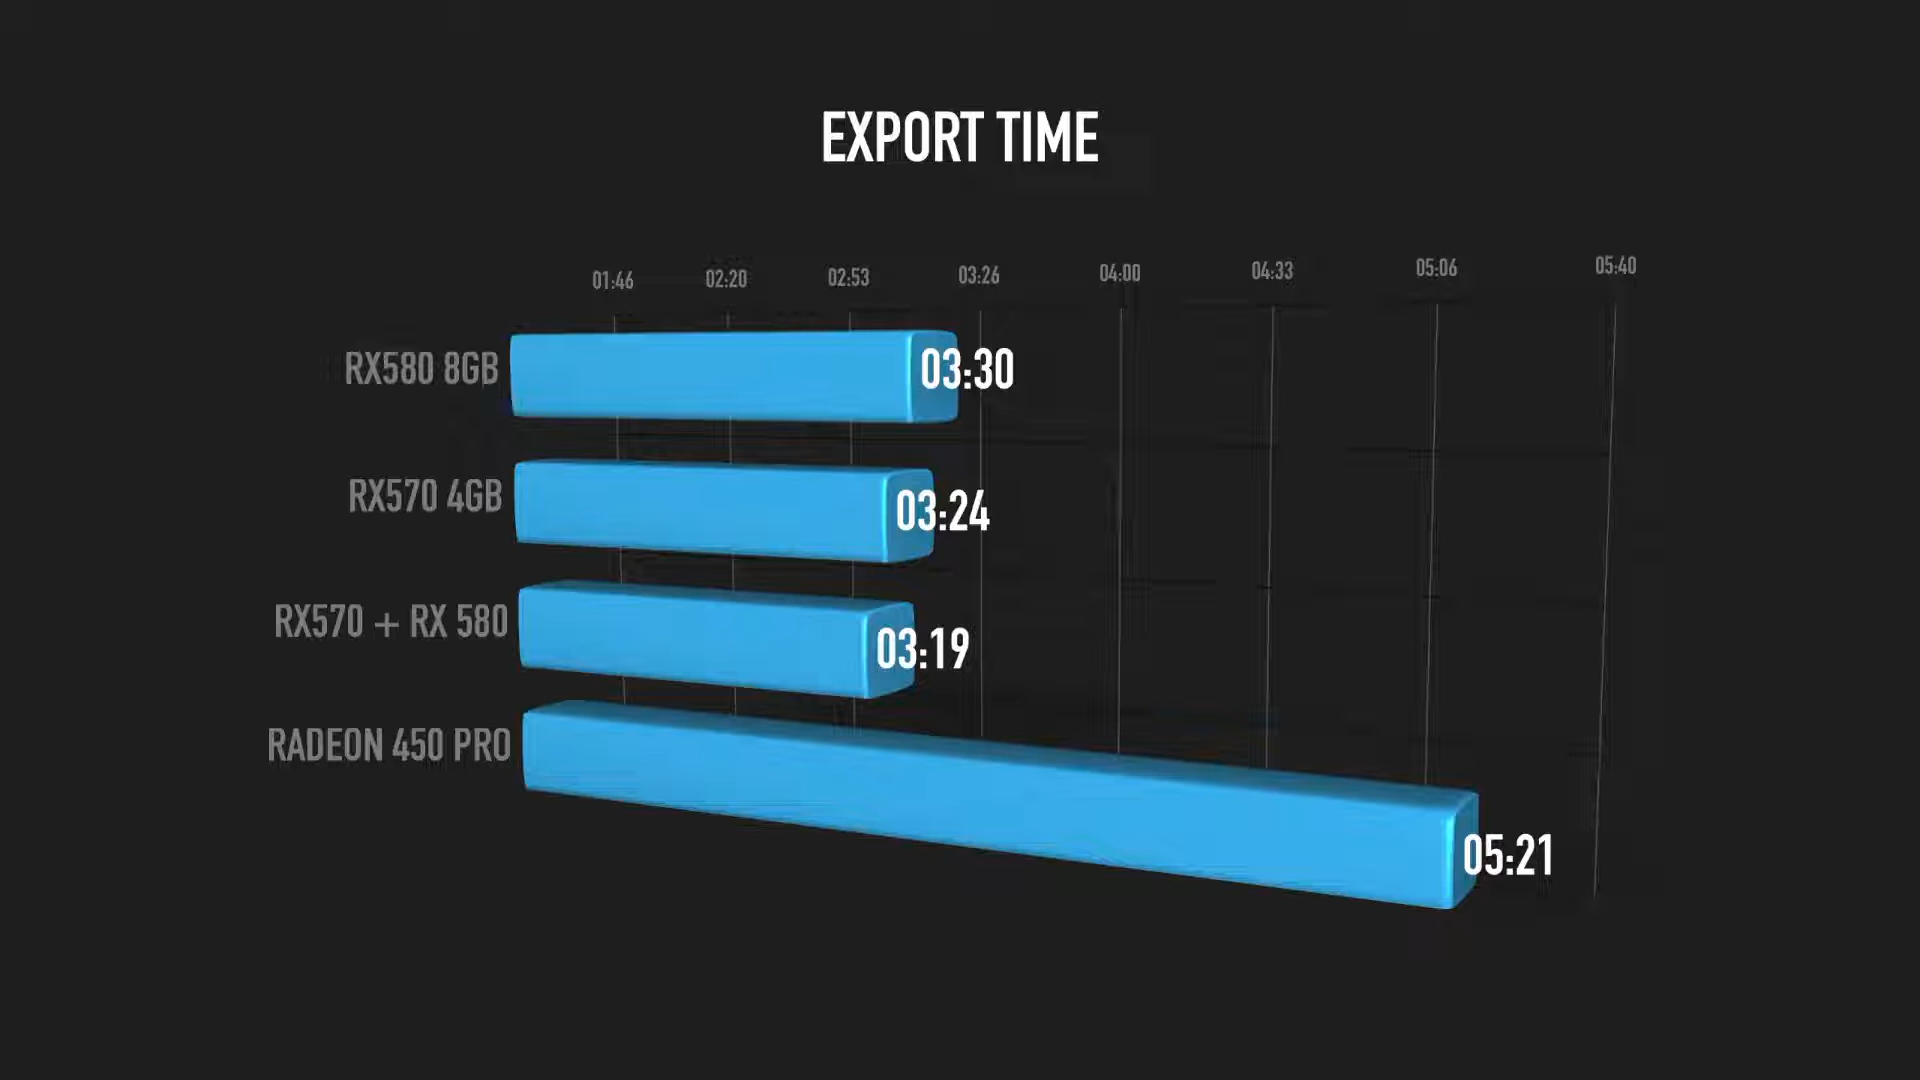 EXPORT TIME
01:46 02:20 02:53 03:26 04:00 04:33 05:06 05:40
RX580 8GB 03:30
RX570 4GB 03:24
RX570 + RX 580 03:19
RADEON 450 PRO 05:21